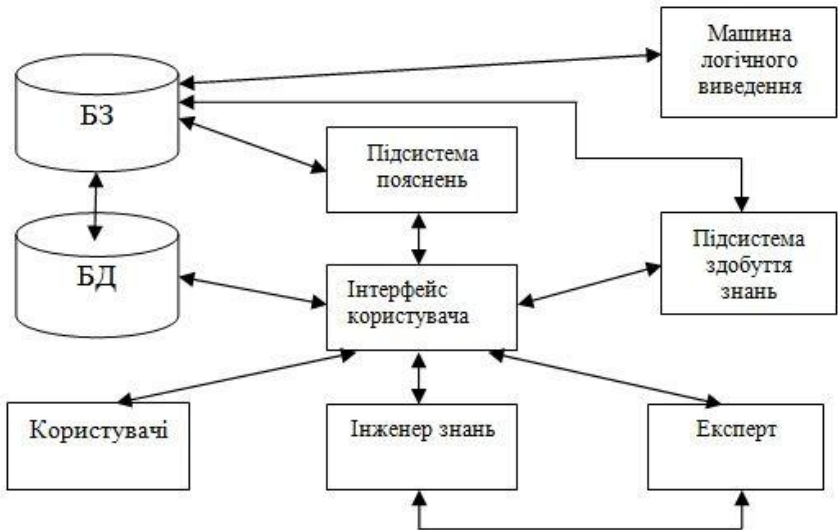 Машина
логічного
виведення
БЗ
Підсистема
пояснень
Підсистема
здобуття
знань
БД
Інтерфейс
користувача
Користувачі
Інженер знань
Експерт